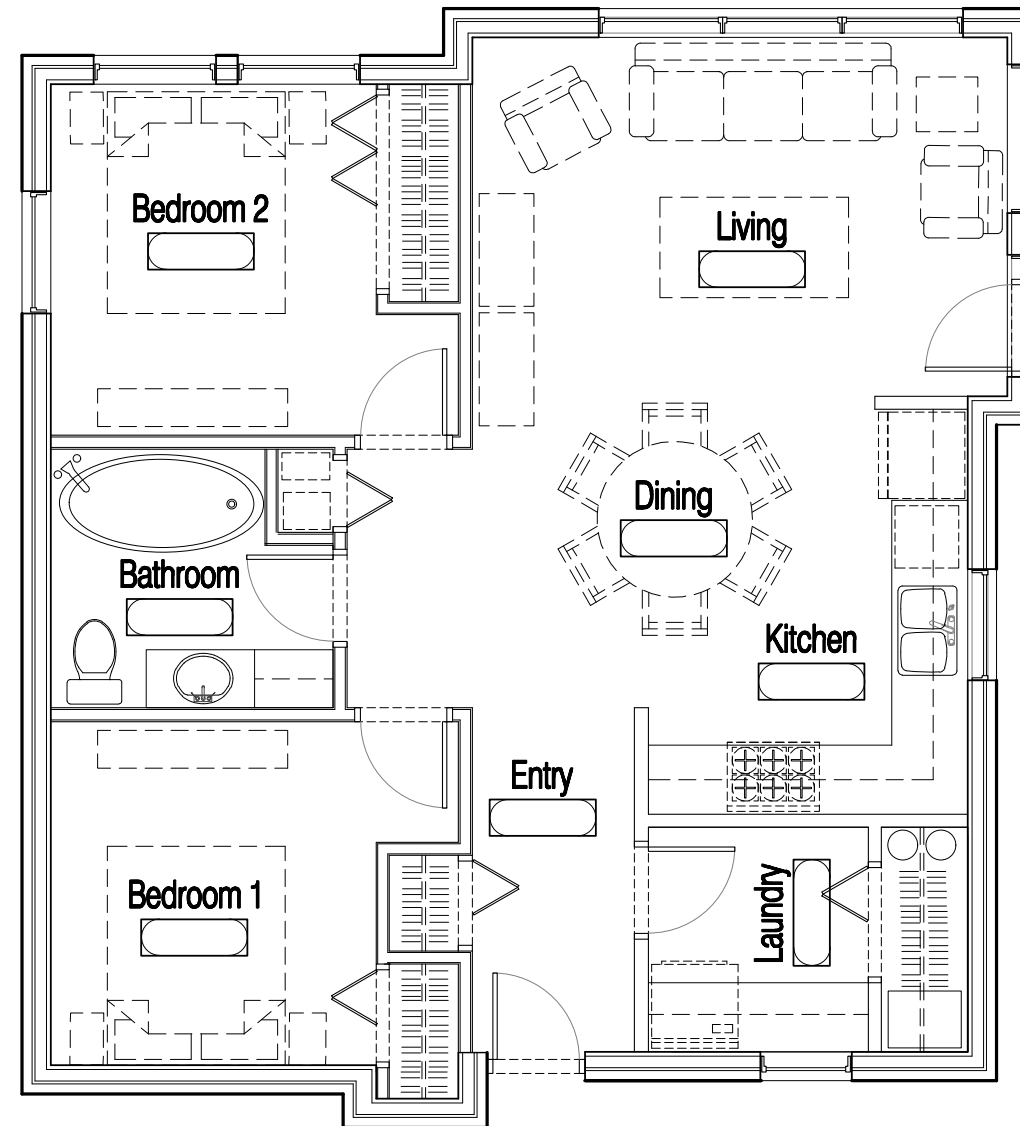 Bedroom 2
Living
Dining
Bathroom
Kitchen
Entry
Bedroom 1
Laundry